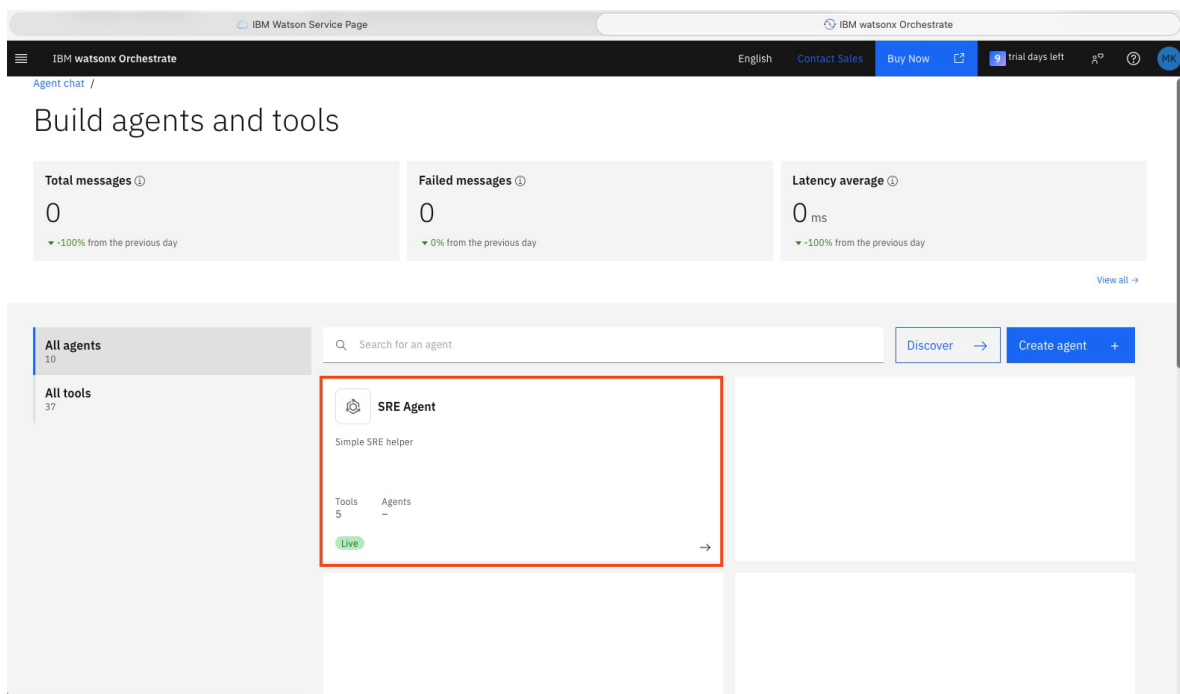 IBM Watson Service Page
IBM watsonx Orchestrate
IBM watsonx Orchestrate
English
Contact Sales
Buy Now
9 trial days left
MK
Agent chat /
Build agents and tools
Total messages
0
-100% from the previous day
Failed messages
0
0% from the previous day
Latency average
0 ms
-100% from the previous day
View all →
All agents
10
All tools
37
Search for an agent
Discover →
Create agent +
SRE Agent
Simple SRE helper
Tools Agents
5 –
Live →